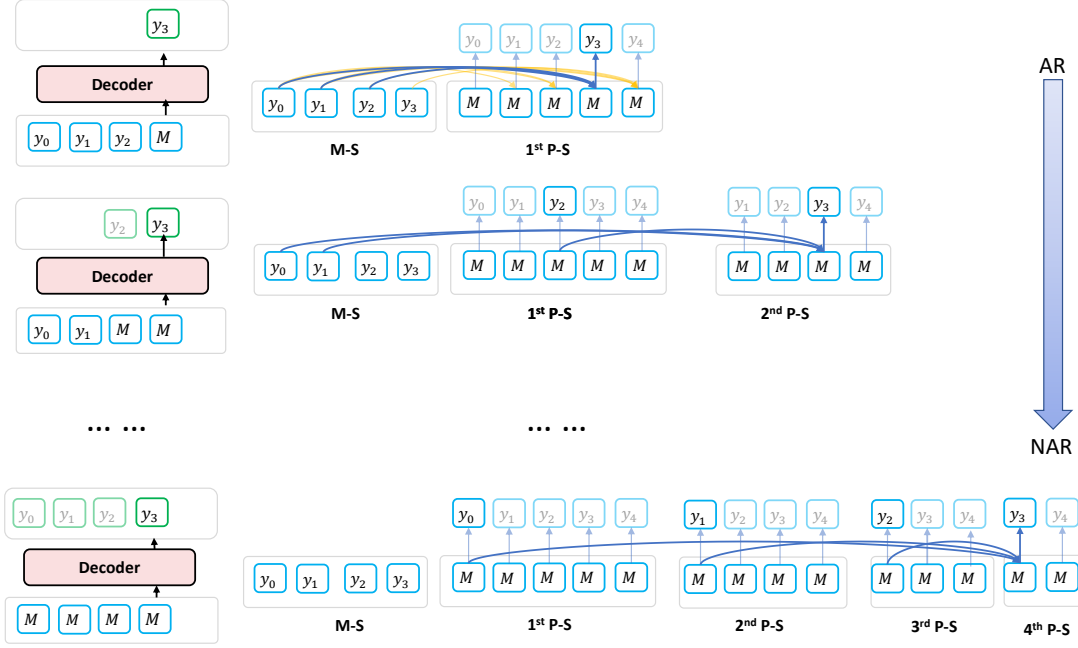 y₃
y₀ y₁ y₂ y₃ y₄
Decoder
AR
y₀ y₁ y₂ y₃ M M M M M
y₀ y₁ y₂ M
M-S 1ˢᵗ P-S
y₂ y₃
y₀ y₁ y₂ y₃ y₄ y₁ y₂ y₃ y₄
Decoder
y₀ y₁ y₂ y₃ M M M M M M M M M
y₀ y₁ M M
M-S 1ˢᵗ P-S 2ⁿᵈ P-S
... ... ... ...
NAR
y₀ y₁ y₂ y₃ y₀ y₁ y₂ y₃ y₄ y₁ y₂ y₃ y₄ y₂ y₃ y₄ y₃ y₄
Decoder
y₀ y₁ y₂ y₃ M M M M M M M M M M M M M M
M M M M
M-S 1ˢᵗ P-S 2ⁿᵈ P-S 3ʳᵈ P-S 4ᵗʰ P-S